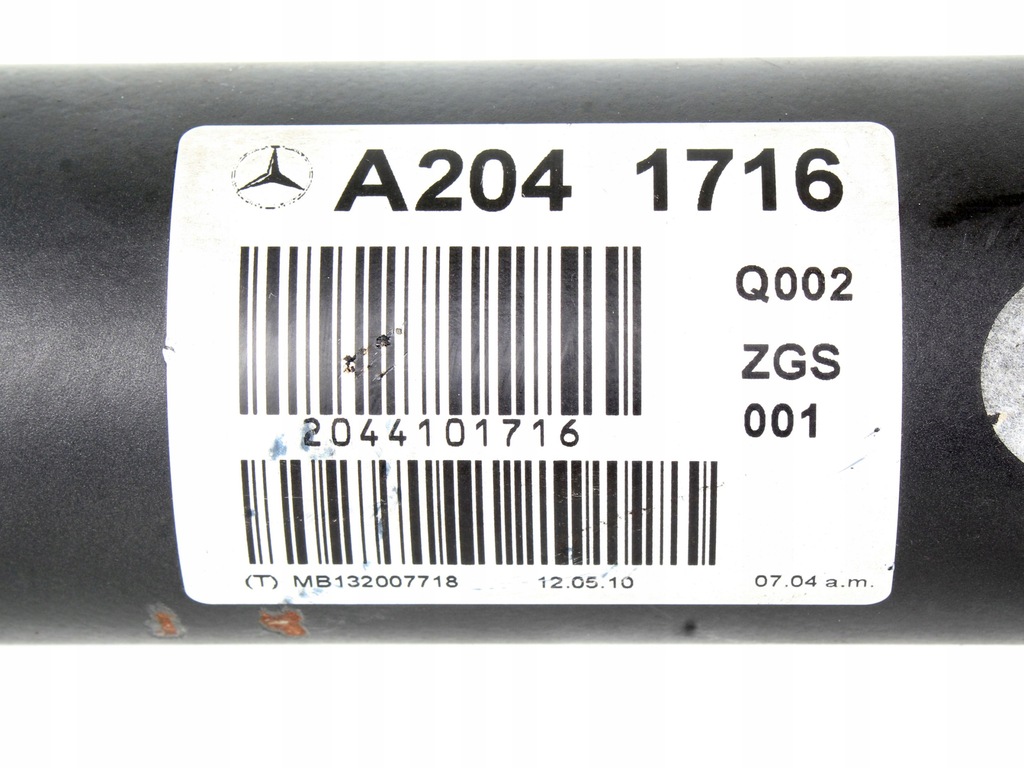 A204 1716
Q002
ZGS
001
2044101716
(T) MB132007718 12.05.10 07.04 a.m.